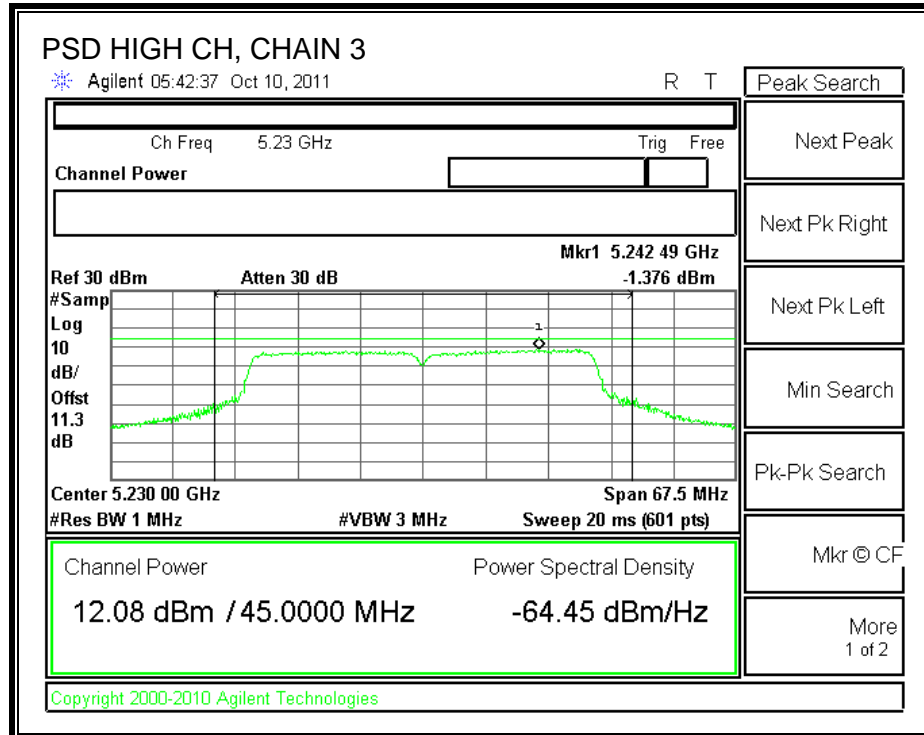 PSD HIGH CH, CHAIN 3
Agilent 05:42:37 Oct 10, 2011 R T Peak Search
Ch Freq 5.23 GHz Trig Free
Channel Power
Next Peak
Next Pk Right
Mkr1 5.242 49 GHz
Ref 30 dBm Atten 30 dB -1.376 dBm
#Samp
Log
10
dB/
Offst
11.3
dB
1
Next Pk Left
Min Search
Pk-Pk Search
Center 5.230 00 GHz Span 67.5 MHz
#Res BW 1 MHz #VBW 3 MHz Sweep 20 ms (601 pts)
Channel Power Power Spectral Density
12.08 dBm / 45.0000 MHz -64.45 dBm/Hz
Mkr © CF
More
1 of 2
Copyright 2000-2010 Agilent Technologies